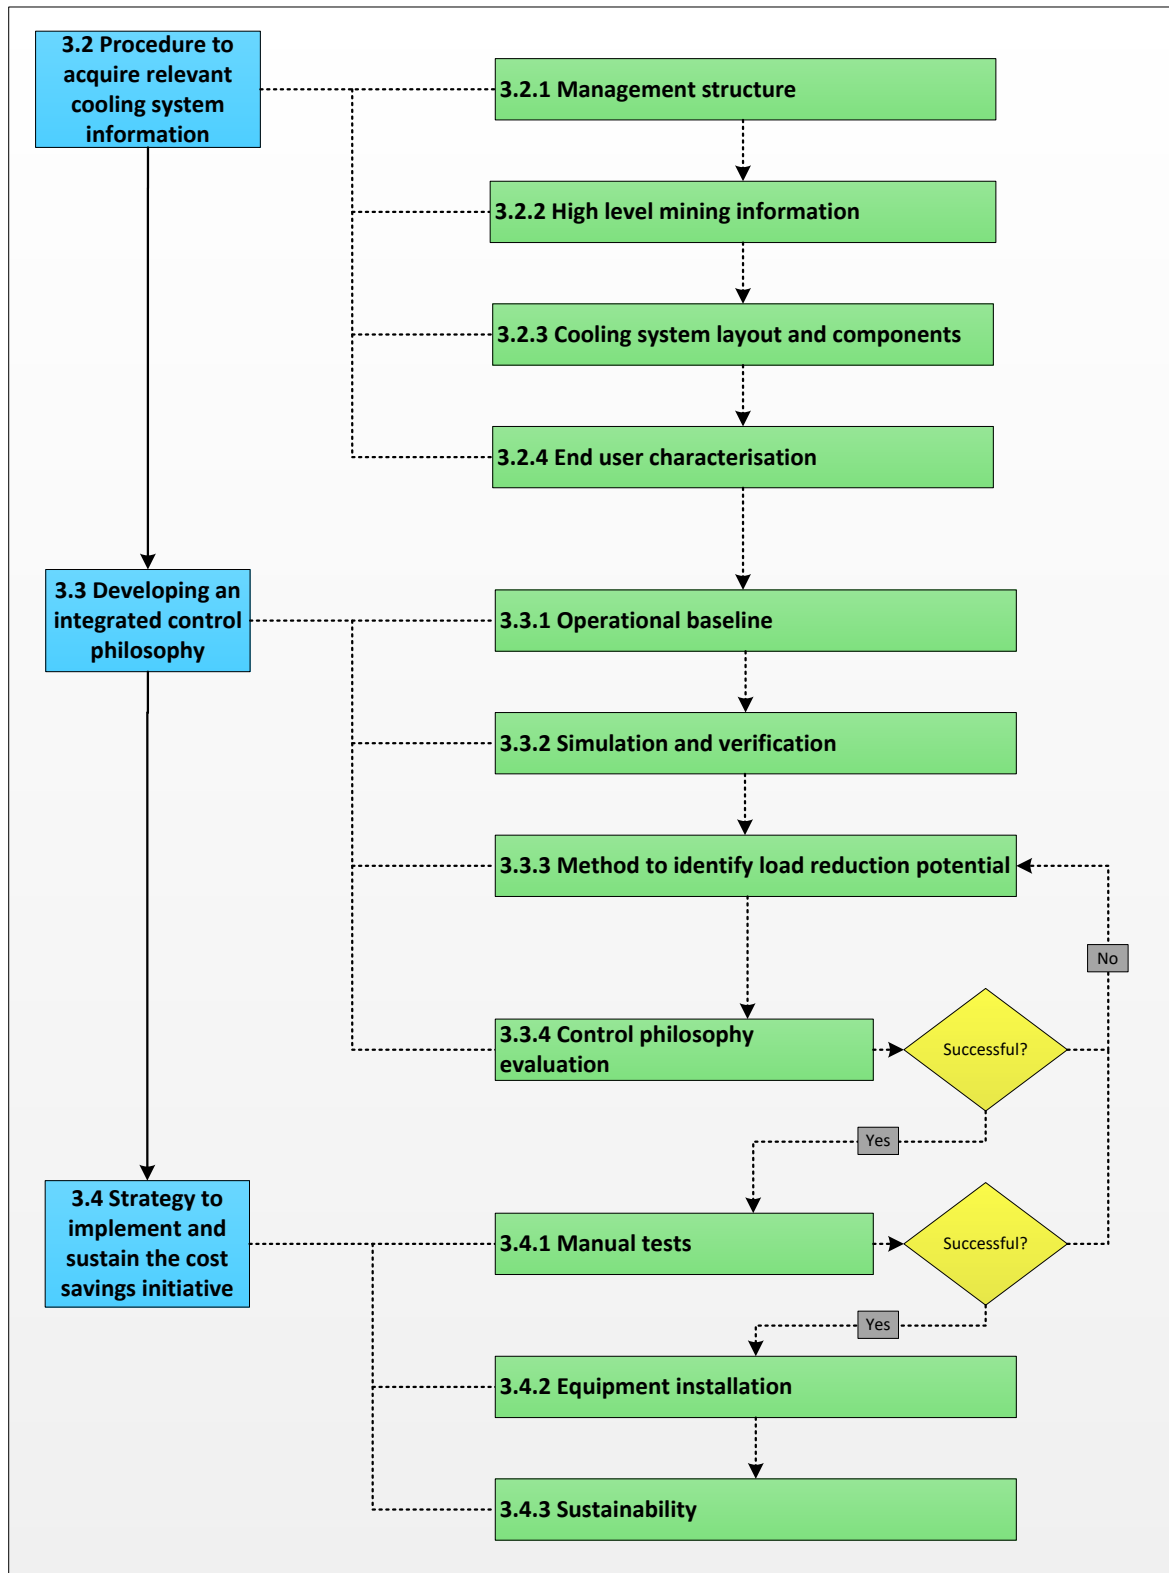 3.2 Procedure to
acquire relevant
cooling system
information
3.2.1 Management structure
3.2.2 High level mining information
3.2.3 Cooling system layout and components
3.2.4 End user characterisation
3.3 Developing an
integrated control
philosophy
3.3.1 Operational baseline
3.3.2 Simulation and verification
3.3.3 Method to identify load reduction potential
No
3.3.4 Control philosophy
evaluation
Successful?
Yes
3.4 Strategy to
implement and
sustain the cost
savings initiative
3.4.1 Manual tests
Successful?
Yes
3.4.2 Equipment installation
3.4.3 Sustainability